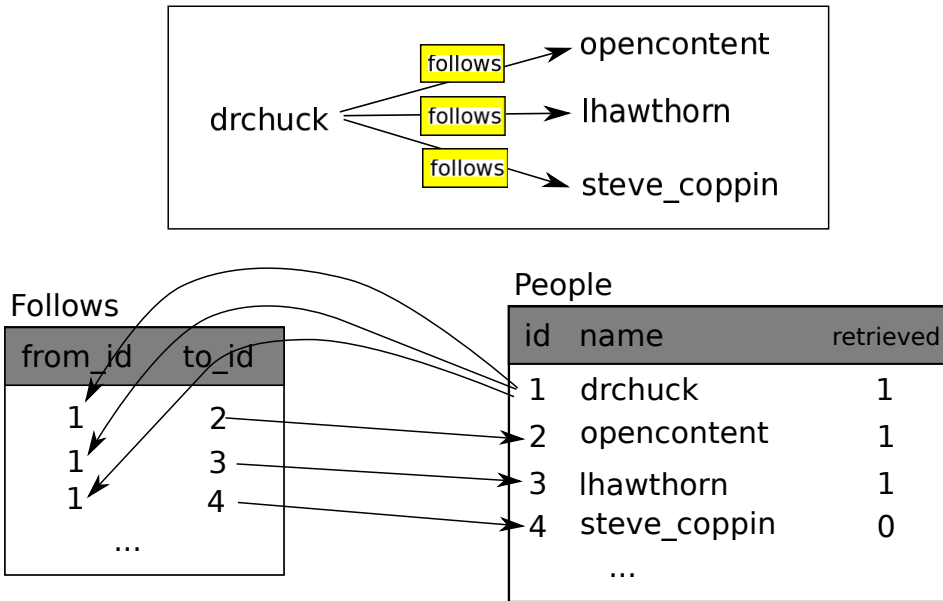 follows opencontent
drchuck follows lhawthorn
follows steve_coppin
Follows
from_id to_id
1 2
1 3
1 4
...
People
id name retrieved
1 drchuck 1
2 opencontent 1
3 lhawthorn 1
4 steve_coppin 0
...